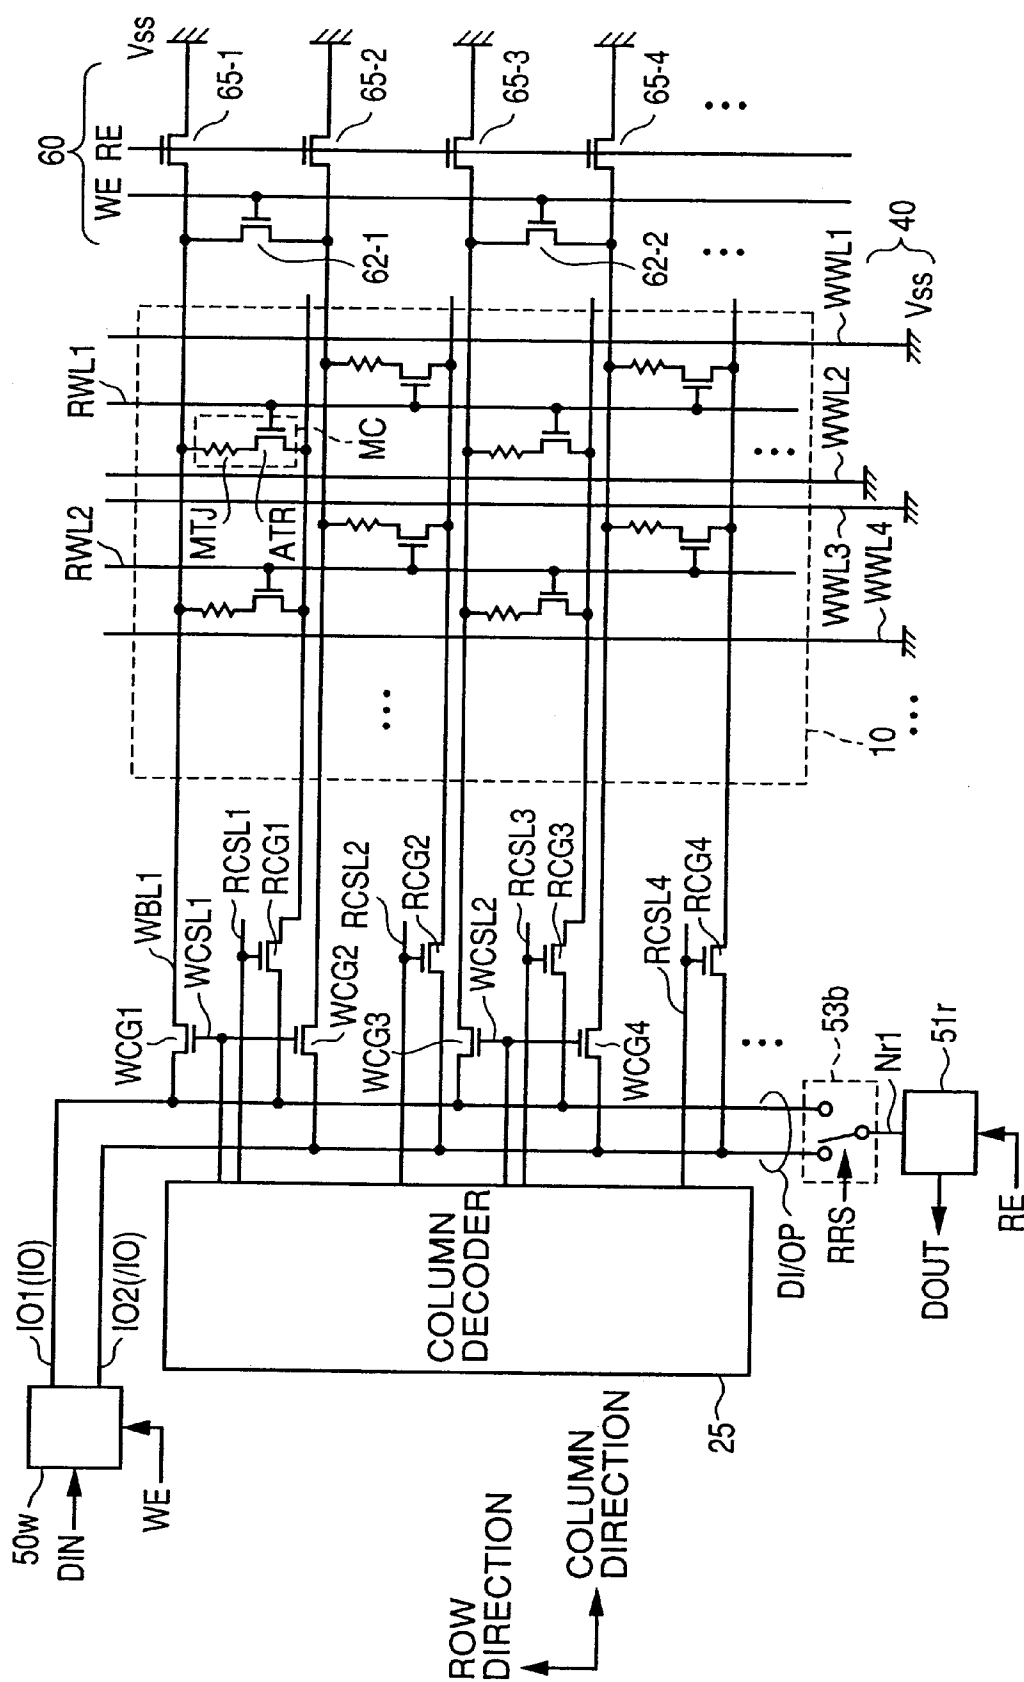 50w
DIN
WE
IO1(IO)
IO2(/IO)
COLUMN
DECODER
25
ROW
DIRECTION
COLUMN
DIRECTION
WCG1
WBL1
WCSL1
RCSL1
RCG1
WCG2
RCSL2
RCG2
WCG3
WCSL2
RCSL3
RCG3
WCG4
RCSL4
RCG4
DI/OP
53b
Nr1
51r
RRS
DOUT
RE
10
RWL2
RWL1
MTJ
ATR
MC
WWL3
WWL4
WWL2
WWL1
Vss
40
60
WE
RE
Vss
62-1
62-2
65-1
65-2
65-3
65-4